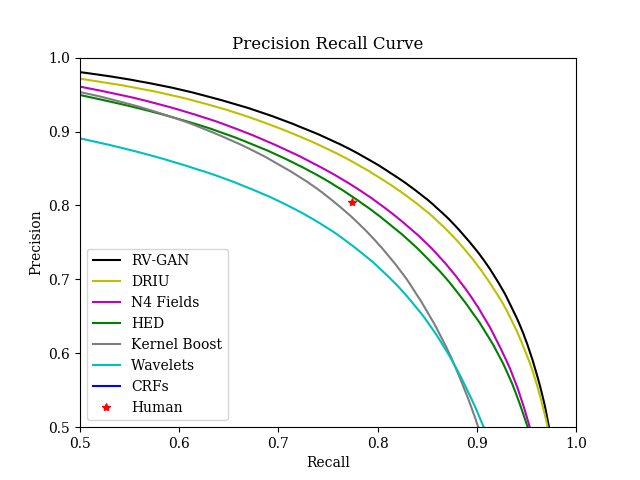 Precision Recall Curve
1.0
0.9
0.8
0.7
0.6
0.5
Precision
RV-GAN
DRIU
N4 Fields
HED
Kernel Boost
Wavelets
CRFs
Human
0.5 0.6 0.7 0.8 0.9 1.0
Recall